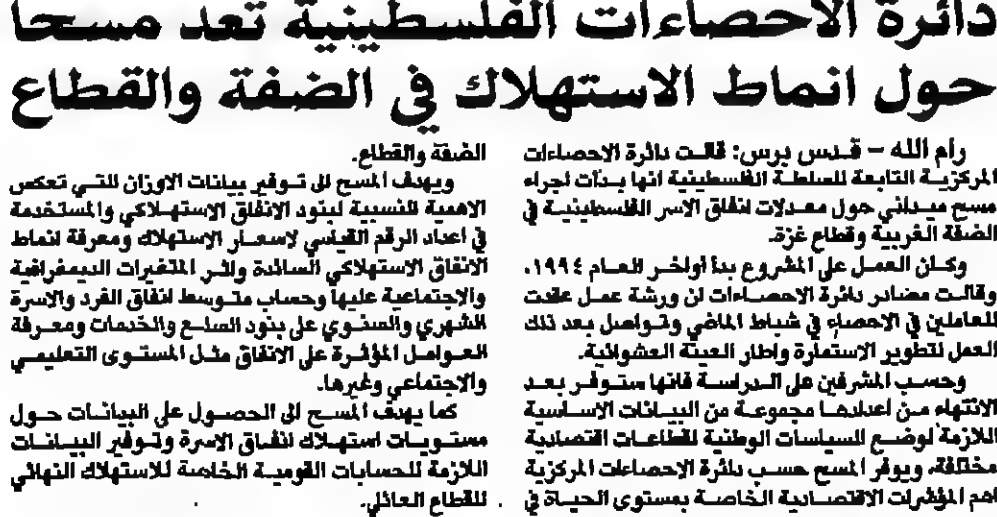 دائرة الاحصاءات الفلسطينية تعد مسحا
حول انماط الاستهلاك في الضفة والقطاع
رام الله – قدس برس: قالت دائرة الاحصاءات
المركزية التابعة للسلطة الفلسطينية انها بدأت اجراء
مسح ميداني حول معدلات انفاق الاسر الفلسطينية في
الضفة الغربية وقطاع غزة.
وكان العمل على المشروع بدأ اواخر العام ١٩٩٤،
وقالت مصادر دائرة الاحصاءات ان ورشة عمل عقدت
للعاملين في الاحصاء في شباط الماضي وتواصل بعد ذلك
العمل لتطوير الاستمارة واطار العينة العشوائية.
وحسب المشرفين على الدراسة فانها ستوفر بعد
الانتهاء من اعدادها مجموعة من البيانات الاساسية
اللازمة لوضع السياسات الوطنية لقطاعات اقتصادية
مختلفة، ويوفر المسح حسب دائرة الاحصاءات المركزية
اهم المؤشرات الاقتصادية الخاصة بمستوى الحياة في
الضفة والقطاع.
ويهدف المسح الى توفير بيانات الاوزان التي تعكس
الاهمية النسبية لبنود الانفاق الاستهلاكي والمستخدمة
في اعداد الرقم القياسي لاسعار الاستهلاك ومعرفة انماط
الانفاق الاستهلاكي السائدة واثر المتغيرات الديمغرافية
والاجتماعية عليها وحساب متوسط انفاق الفرد والاسرة
الشهري والسنوي على بنود السلع والخدمات ومعرفة
العوامل المؤثرة على الانفاق مثل المستوى التعليمي
والاجتماعي وغيرها.
كما يهدف المسح الى الحصول على البيانات حول
مستويات استهلاك انفاق الاسرة وتوفير البيانات
اللازمة للحسابات القومية الخاصة للاستهلاك النهائي
للقطاع العائلي.